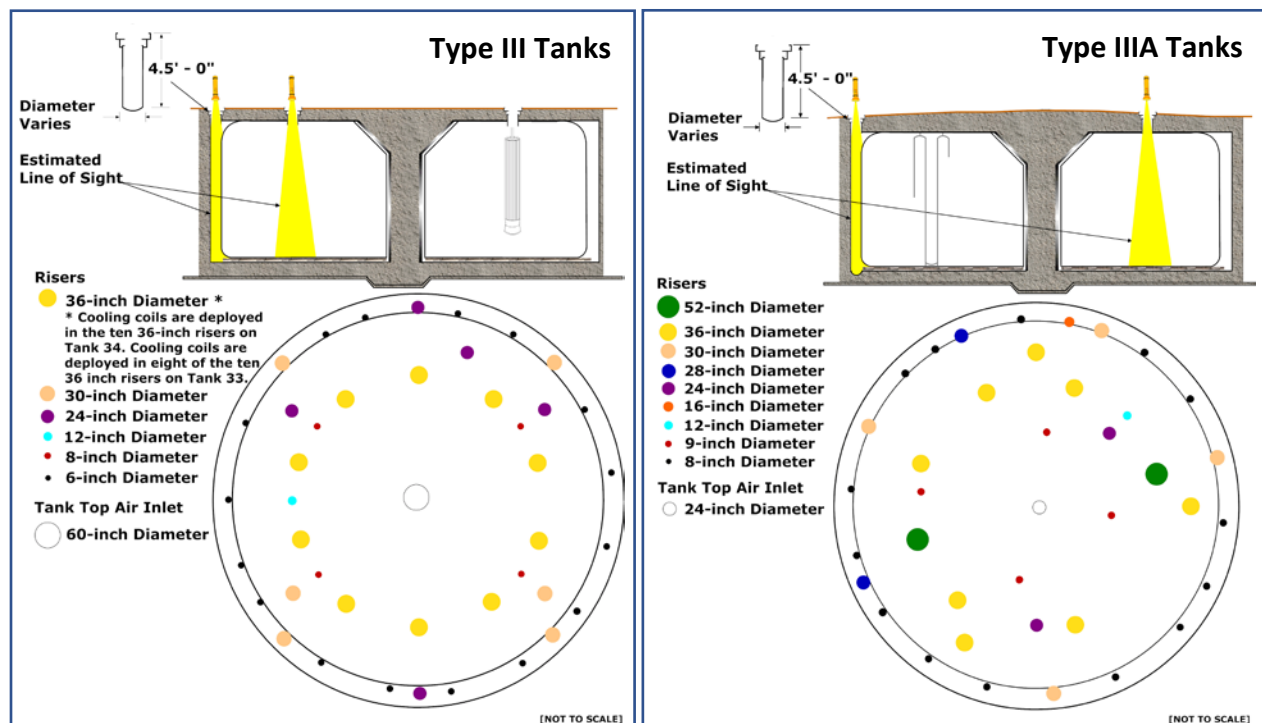 Type III Tanks
4.5' - 0"
Diameter
Varies
Estimated
Line of Sight
Risers
36-inch Diameter *
* Cooling coils are deployed
in the ten 36-inch risers on
Tank 34. Cooling coils are
deployed in eight of the ten
36 inch risers on Tank 33.
30-inch Diameter
24-inch Diameter
12-inch Diameter
8-inch Diameter
6-inch Diameter
Tank Top Air Inlet
60-inch Diameter
[NOT TO SCALE]
Type IIIA Tanks
4.5' - 0"
Diameter
Varies
Estimated
Line of Sight
Risers
52-inch Diameter
36-inch Diameter
30-inch Diameter
28-inch Diameter
24-inch Diameter
16-inch Diameter
12-inch Diameter
9-inch Diameter
8-inch Diameter
Tank Top Air Inlet
24-inch Diameter
[NOT TO SCALE]